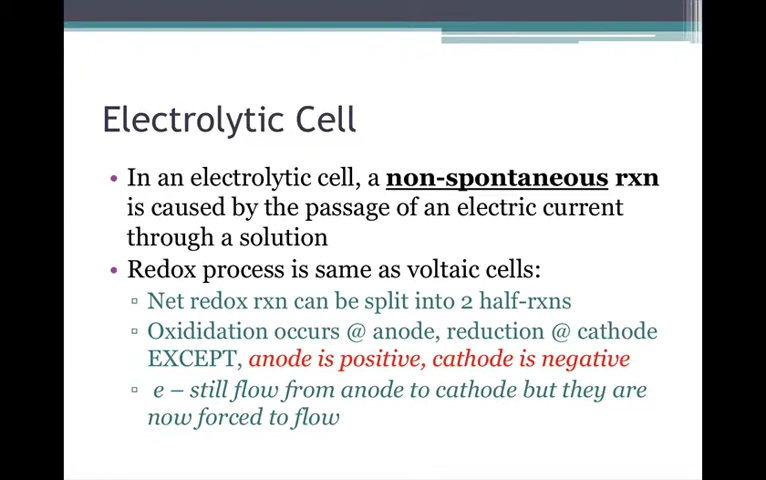 Electrolytic Cell
• In an electrolytic cell, a non-spontaneous rxn
is caused by the passage of an electric current
through a solution
• Redox process is same as voltaic cells:
▫ Net redox rxn can be split into 2 half-rxns
▫ Oxididation occurs @ anode, reduction @ cathode
EXCEPT, anode is positive, cathode is negative
▫ e – still flow from anode to cathode but they are
now forced to flow